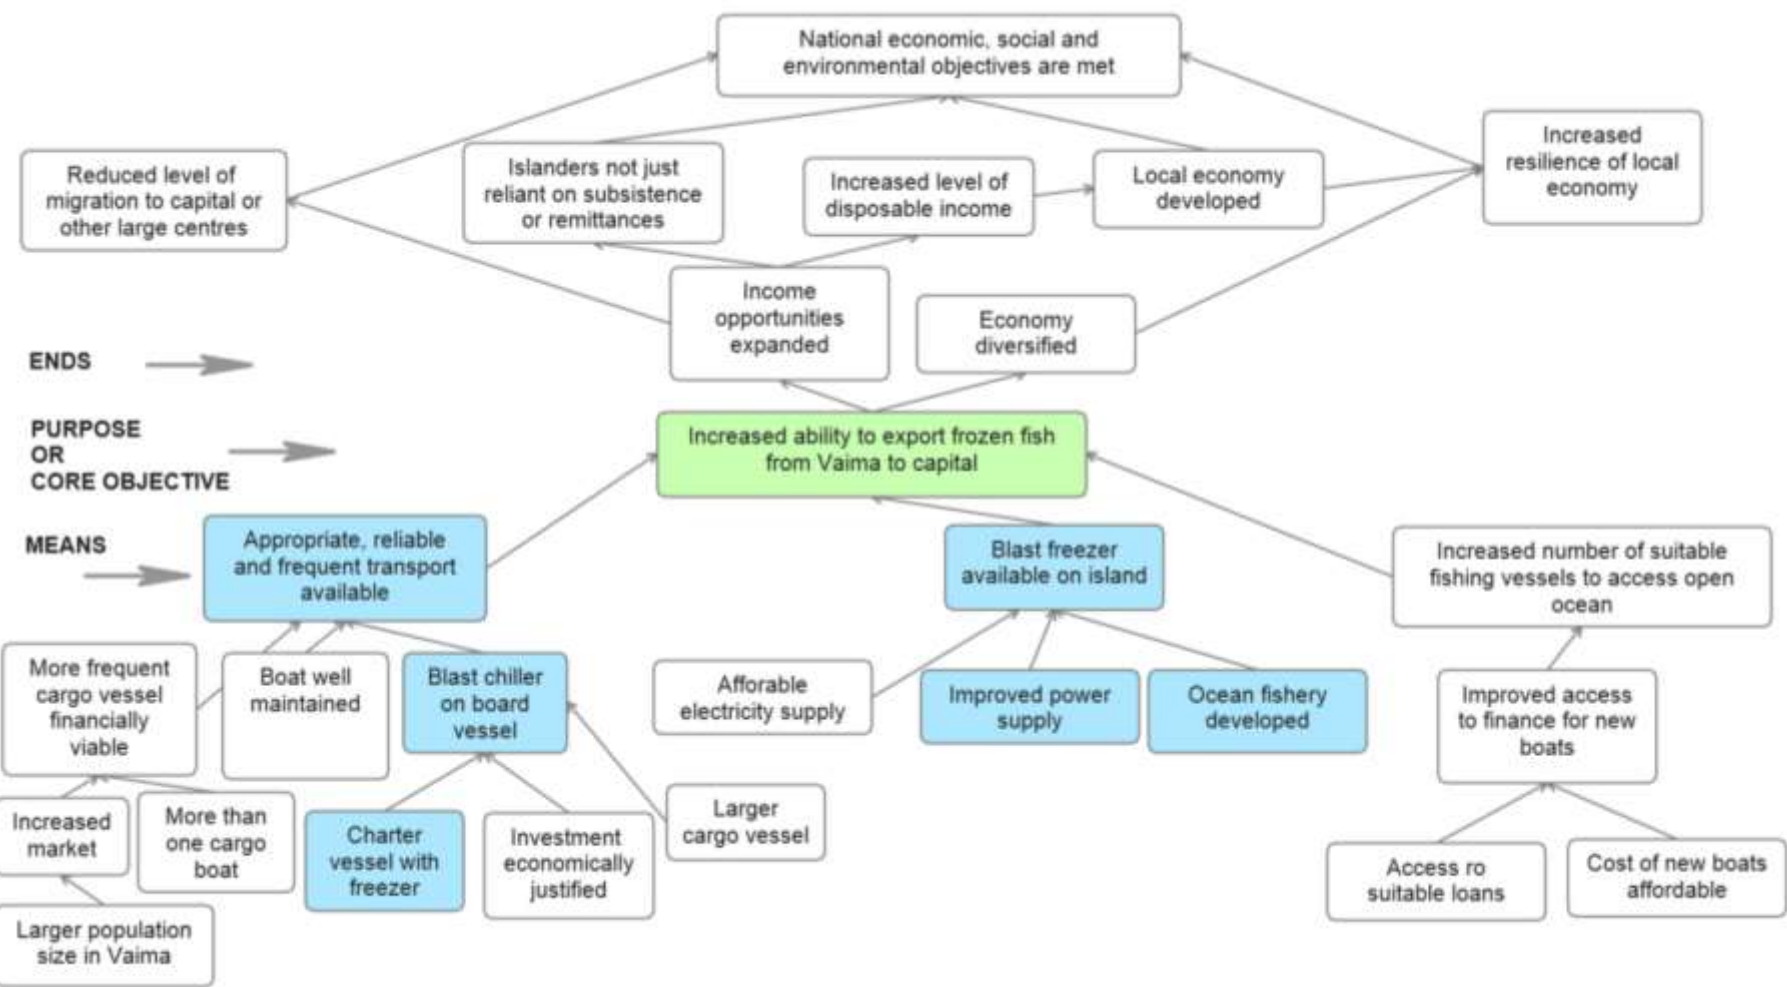 National economic, social and
environmental objectives are met
Reduced level of
migration to capital or
other large centres
Islanders not just
reliant on subsistence
or remittances
Increased level of
disposable income
Local economy
developed
Increased
resilience of local
economy
Income
opportunities
expanded
Economy
diversified
ENDS
PURPOSE
OR
CORE OBJECTIVE
Increased ability to export frozen fish
from Vaima to capital
MEANS
Appropriate, reliable
and frequent transport
available
Blast freezer
available on island
Increased number of suitable
fishing vessels to access open
ocean
More frequent
cargo vessel
financially
viable
Boat well
maintained
Blast chiller
on board
vessel
Afforable
electricity supply
Improved power
supply
Ocean fishery
developed
Improved access
to finance for new
boats
Increased
market
More than
one cargo
boat
Charter
vessel with
freezer
Investment
economically
justified
Larger
cargo vessel
Access ro
suitable loans
Cost of new boats
affordable
Larger population
size in Vaima